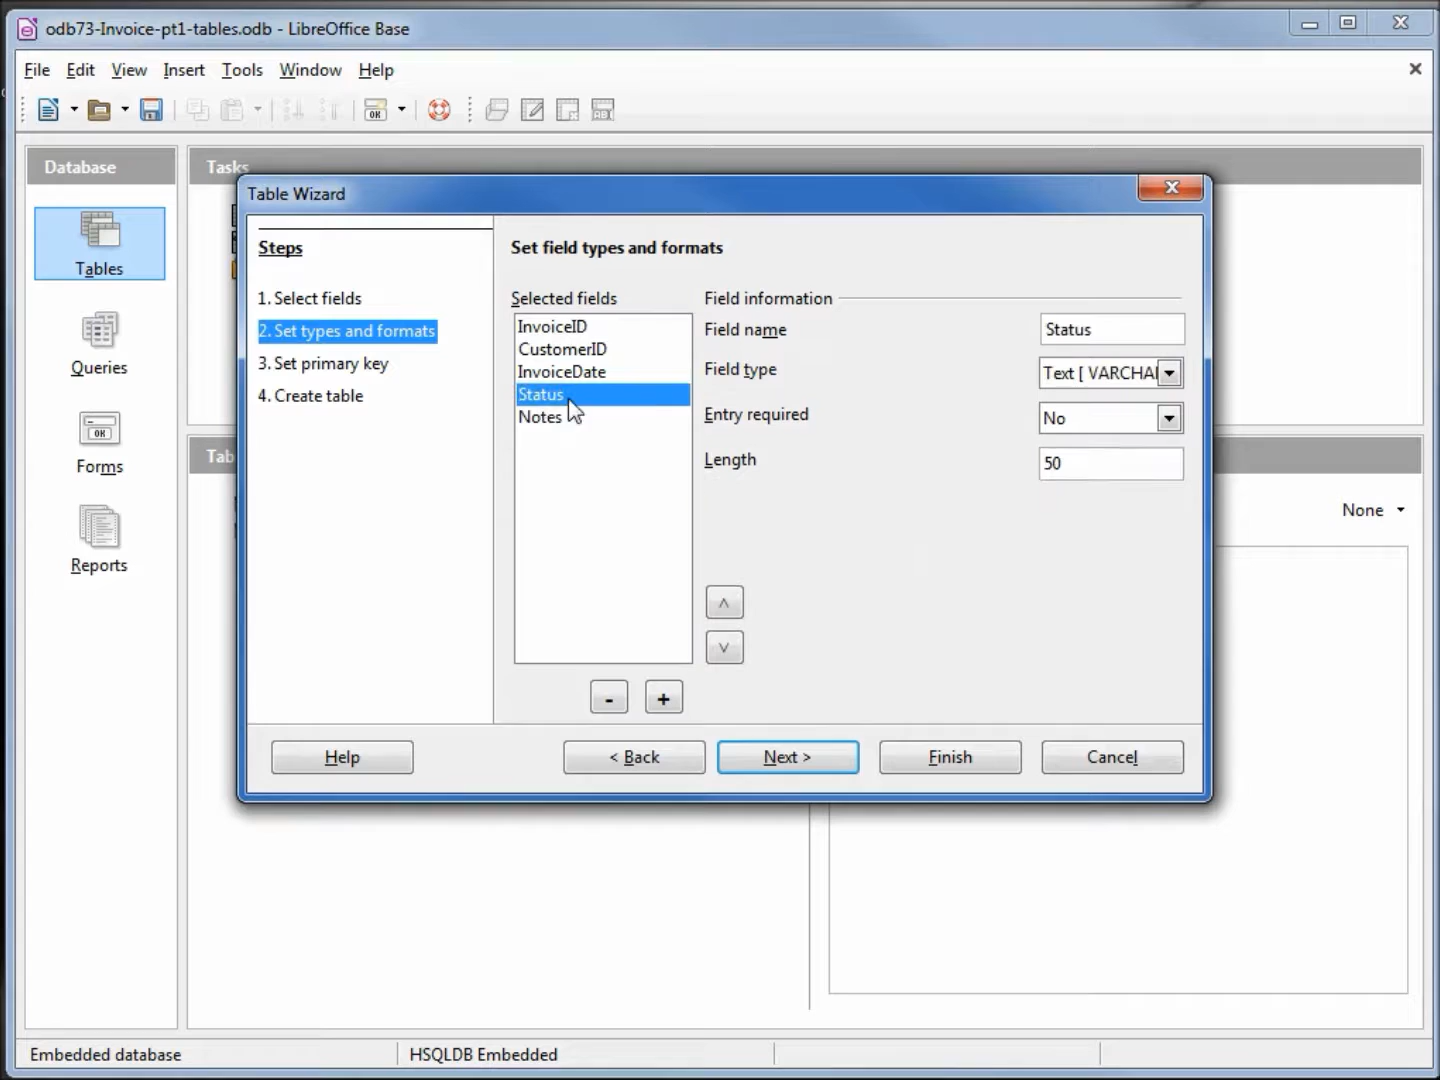 odb73-Invoice-pt1-tables.odb - LibreOffice Base
File Edit View Insert Tools Window Help
Database
Tasks
Tables
Queries
Forms
Reports
Table Wizard
Steps
1. Select fields
2. Set types and formats
3. Set primary key
4. Create table
Set field types and formats
Selected fields
InvoiceID
CustomerID
InvoiceDate
Status
Notes
Field information
Field name
Status
Field type
Text [ VARCHA
Entry required
No
Length
50
- +
Help
< Back
Next >
Finish
Cancel
Tab
None
Embedded database
HSQLDB Embedded